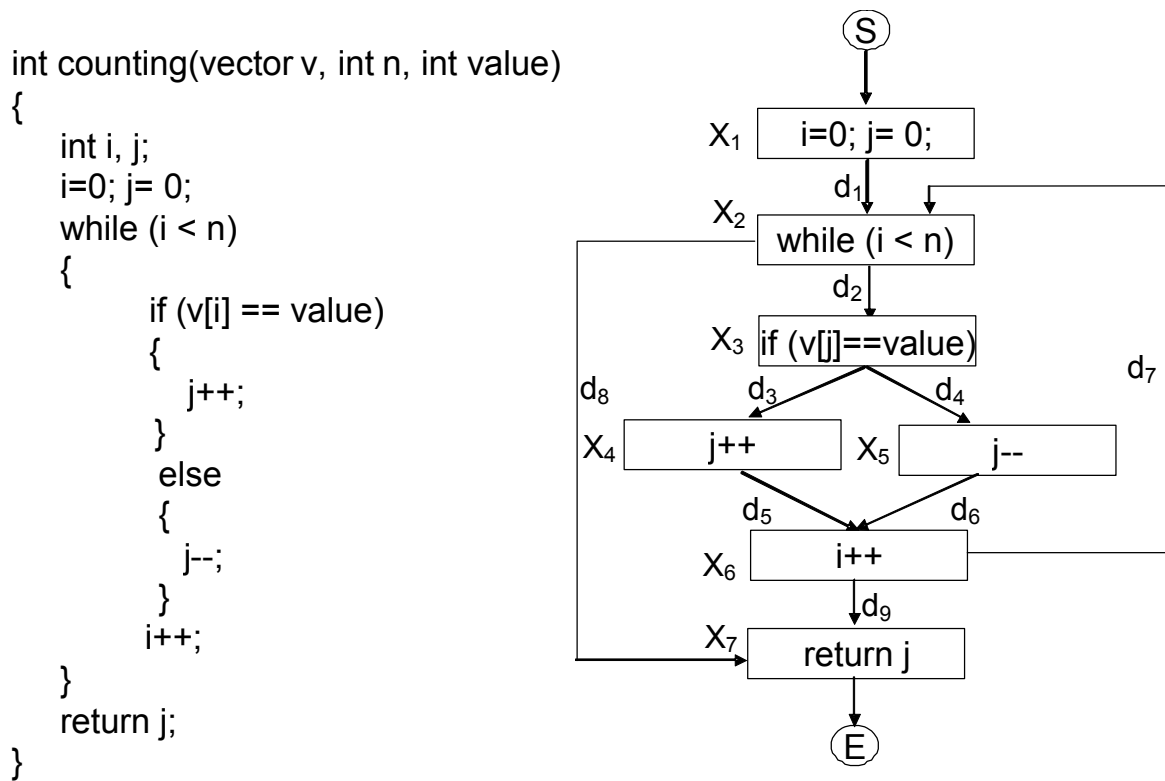 int counting(vector v, int n, int value)
{
int i, j;
i=0; j= 0;
while (i < n)
{
if (v[i] == value)
{
j++;
}
else
{
j--;
}
i++;
}
return j;
}
S
X₁ i=0; j= 0;
d₁
X₂
while (i < n)
d₂
X₃ if (v[j]==value)
d₇
d₈ d₃ d₄
X₄ j++ X₅ j--
d₅ d₆
X₆ i++
d₉
X₇ return j
E